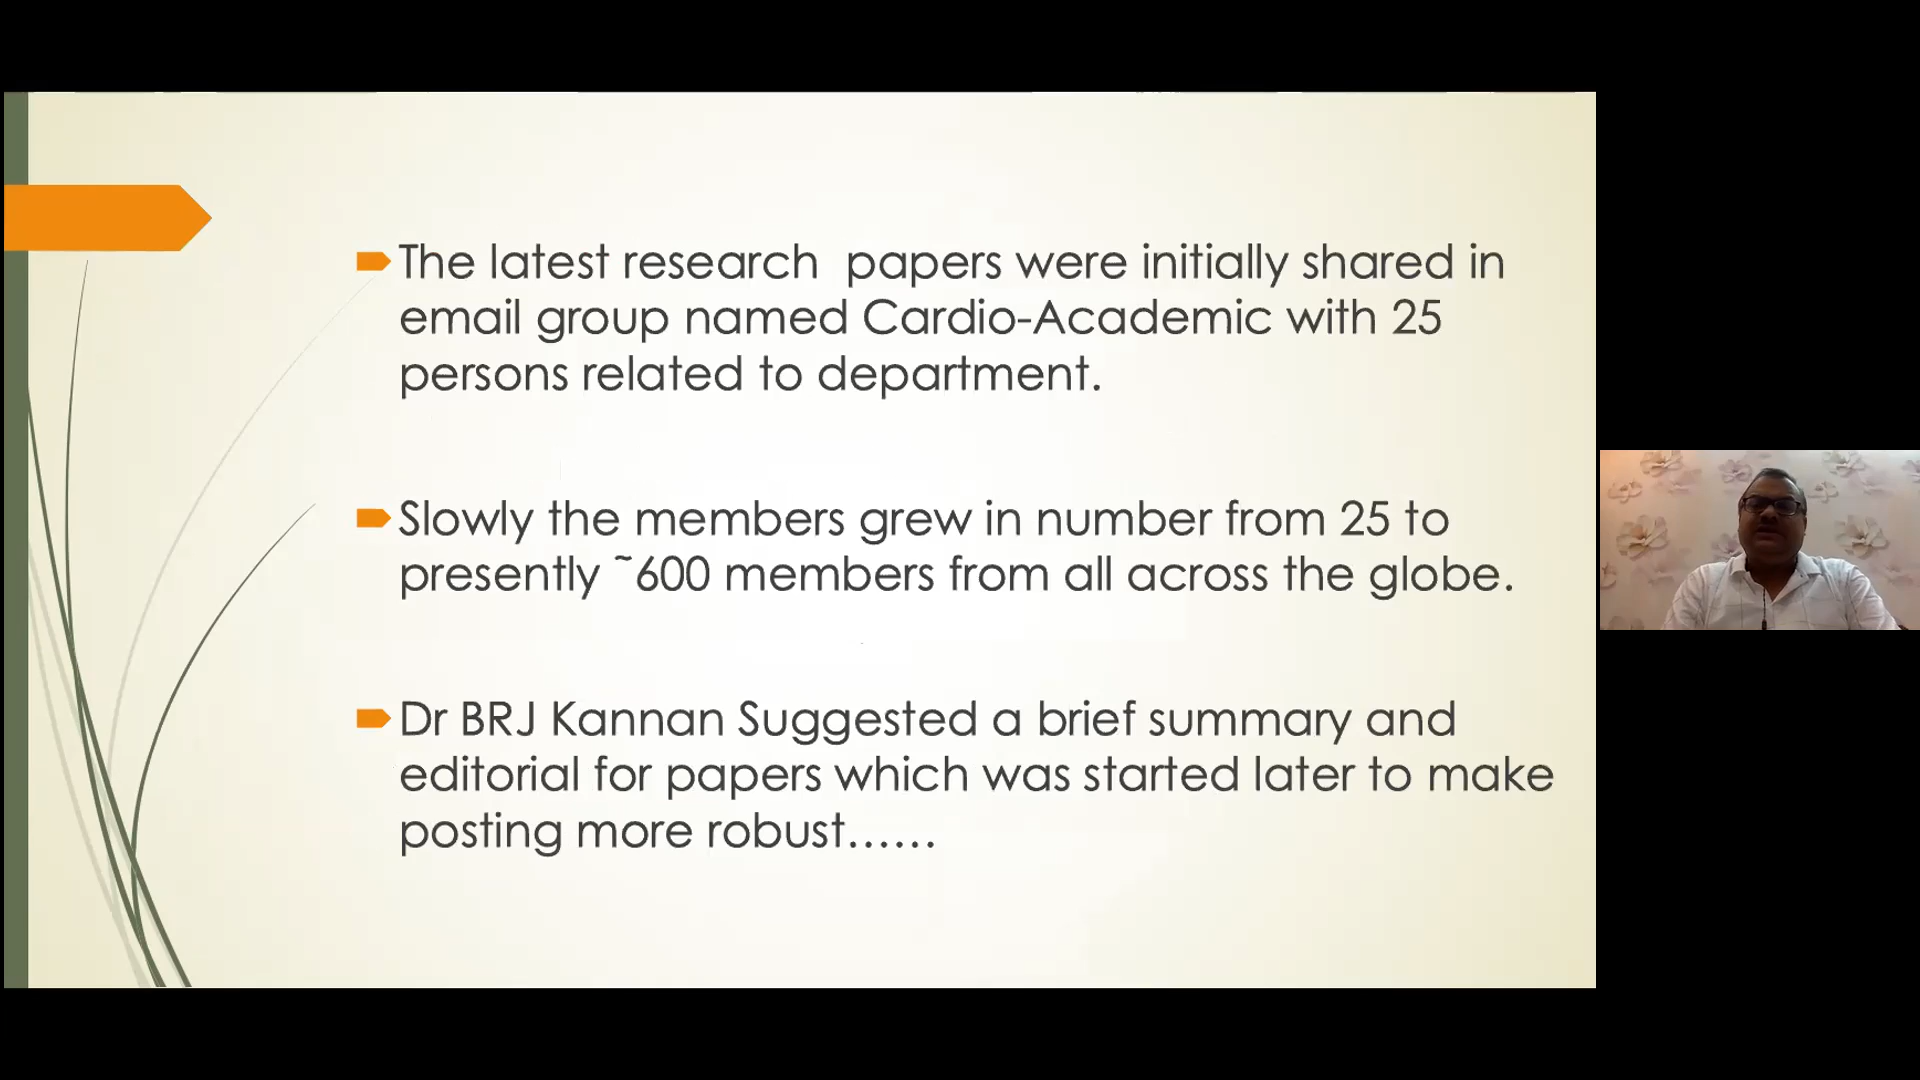 The latest research papers were initially shared in
email group named Cardio-Academic with 25
persons related to department.
Slowly the members grew in number from 25 to
presently ~600 members from all across the globe.
Dr BRJ Kannan Suggested a brief summary and
editorial for papers which was started later to make
posting more robust......